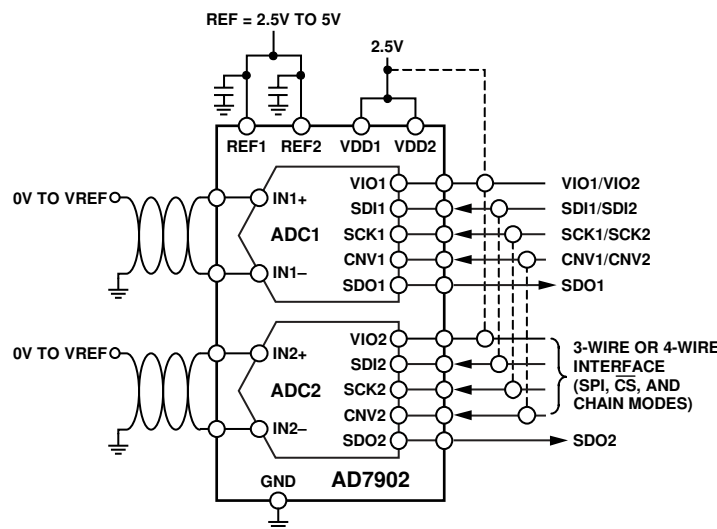 REF = 2.5V TO 5V
2.5V
REF1 REF2 VDD1 VDD2
0V TO VREF
IN1+
ADC1
IN1–
VIO1
SDI1
SCK1
CNV1
SDO1
VIO1/VIO2
SDI1/SDI2
SCK1/SCK2
CNV1/CNV2
SDO1
0V TO VREF
IN2+
ADC2
IN2–
VIO2
SDI2
SCK2
CNV2
SDO2
3-WIRE OR 4-WIRE
INTERFACE
(SPI, C̅S̅, AND
CHAIN MODES)
SDO2
GND
AD7902